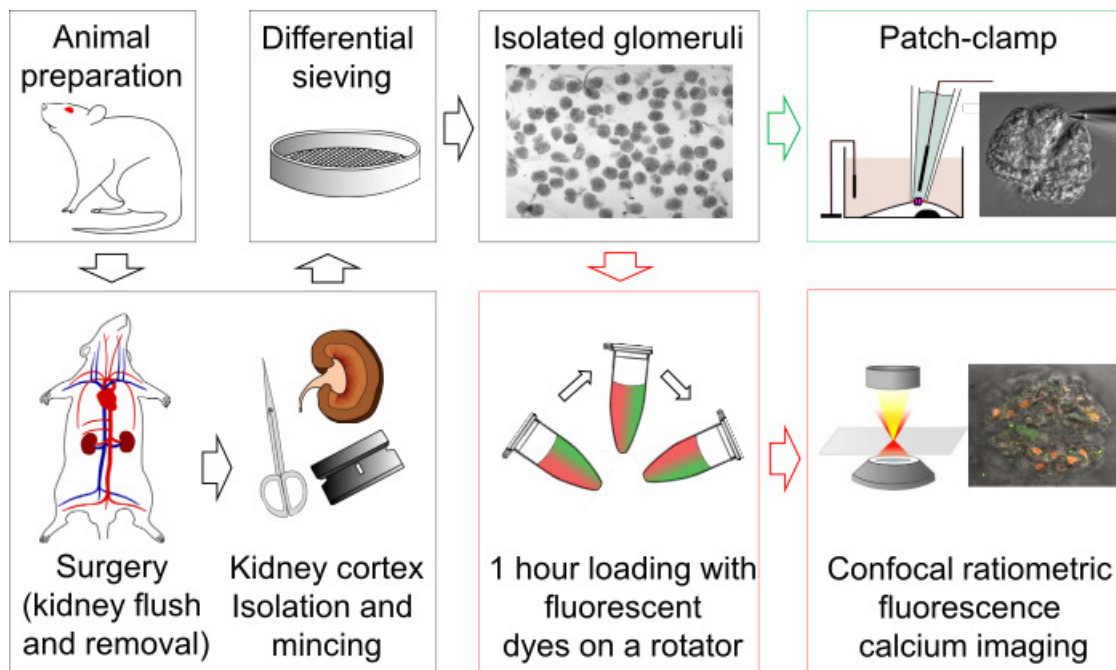 Animal
preparation
Differential
sieving
Isolated glomeruli
Patch-clamp
Surgery
(kidney flush
and removal)
Kidney cortex
Isolation and
mincing
1 hour loading with
fluorescent
dyes on a rotator
Confocal ratiometric
fluorescence
calcium imaging